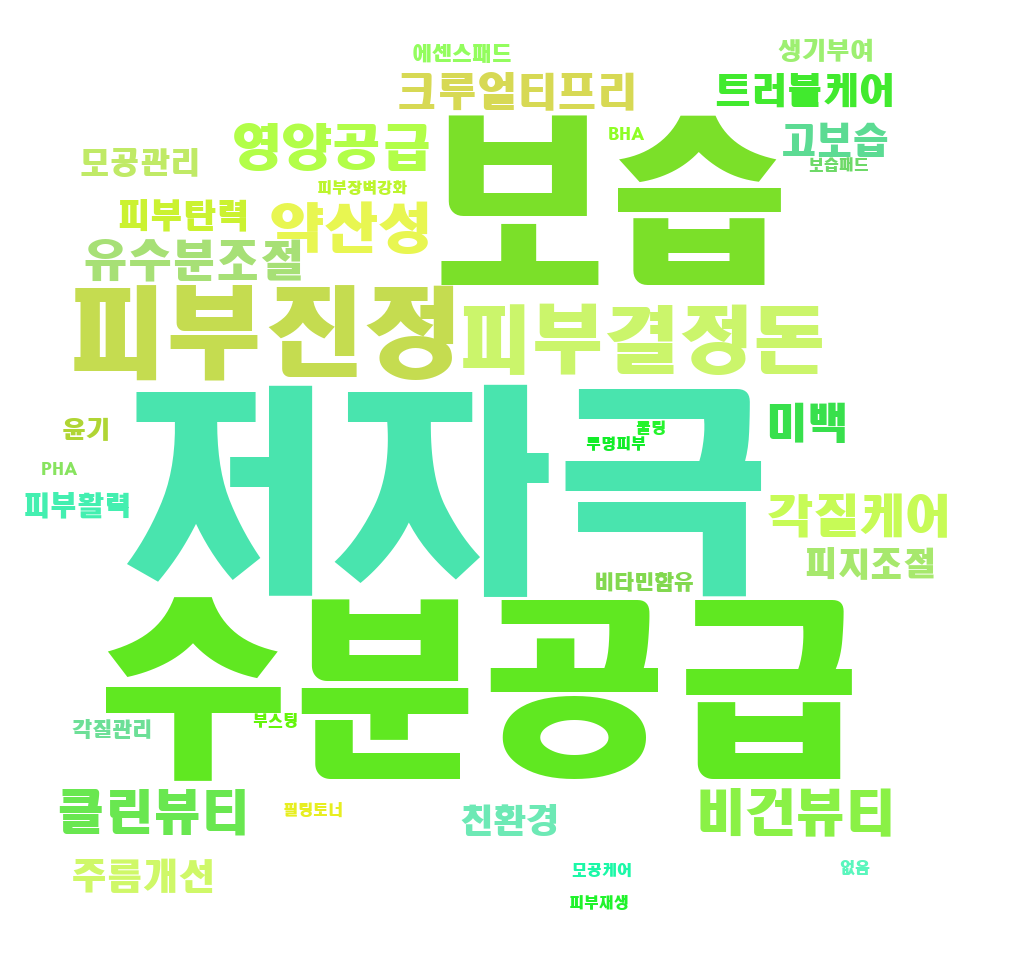 에센스패드
생기부여
크루얼티프리
트러블케어
영양공급
보습
BHA
고보습
보습패드
모공관리
피부장벽강화
피부탄력
약산성
유수분조절
피부진정
피부결정돈
저자극
미백
윤기
쿨링
투명피부
PHA
피부활력
각질케어
피지조절
비타민함유
수분공급
각질관리
부스팅
클린뷰티
필링토너
친환경
비건뷰티
주름개선
모공케어
없음
피부재생